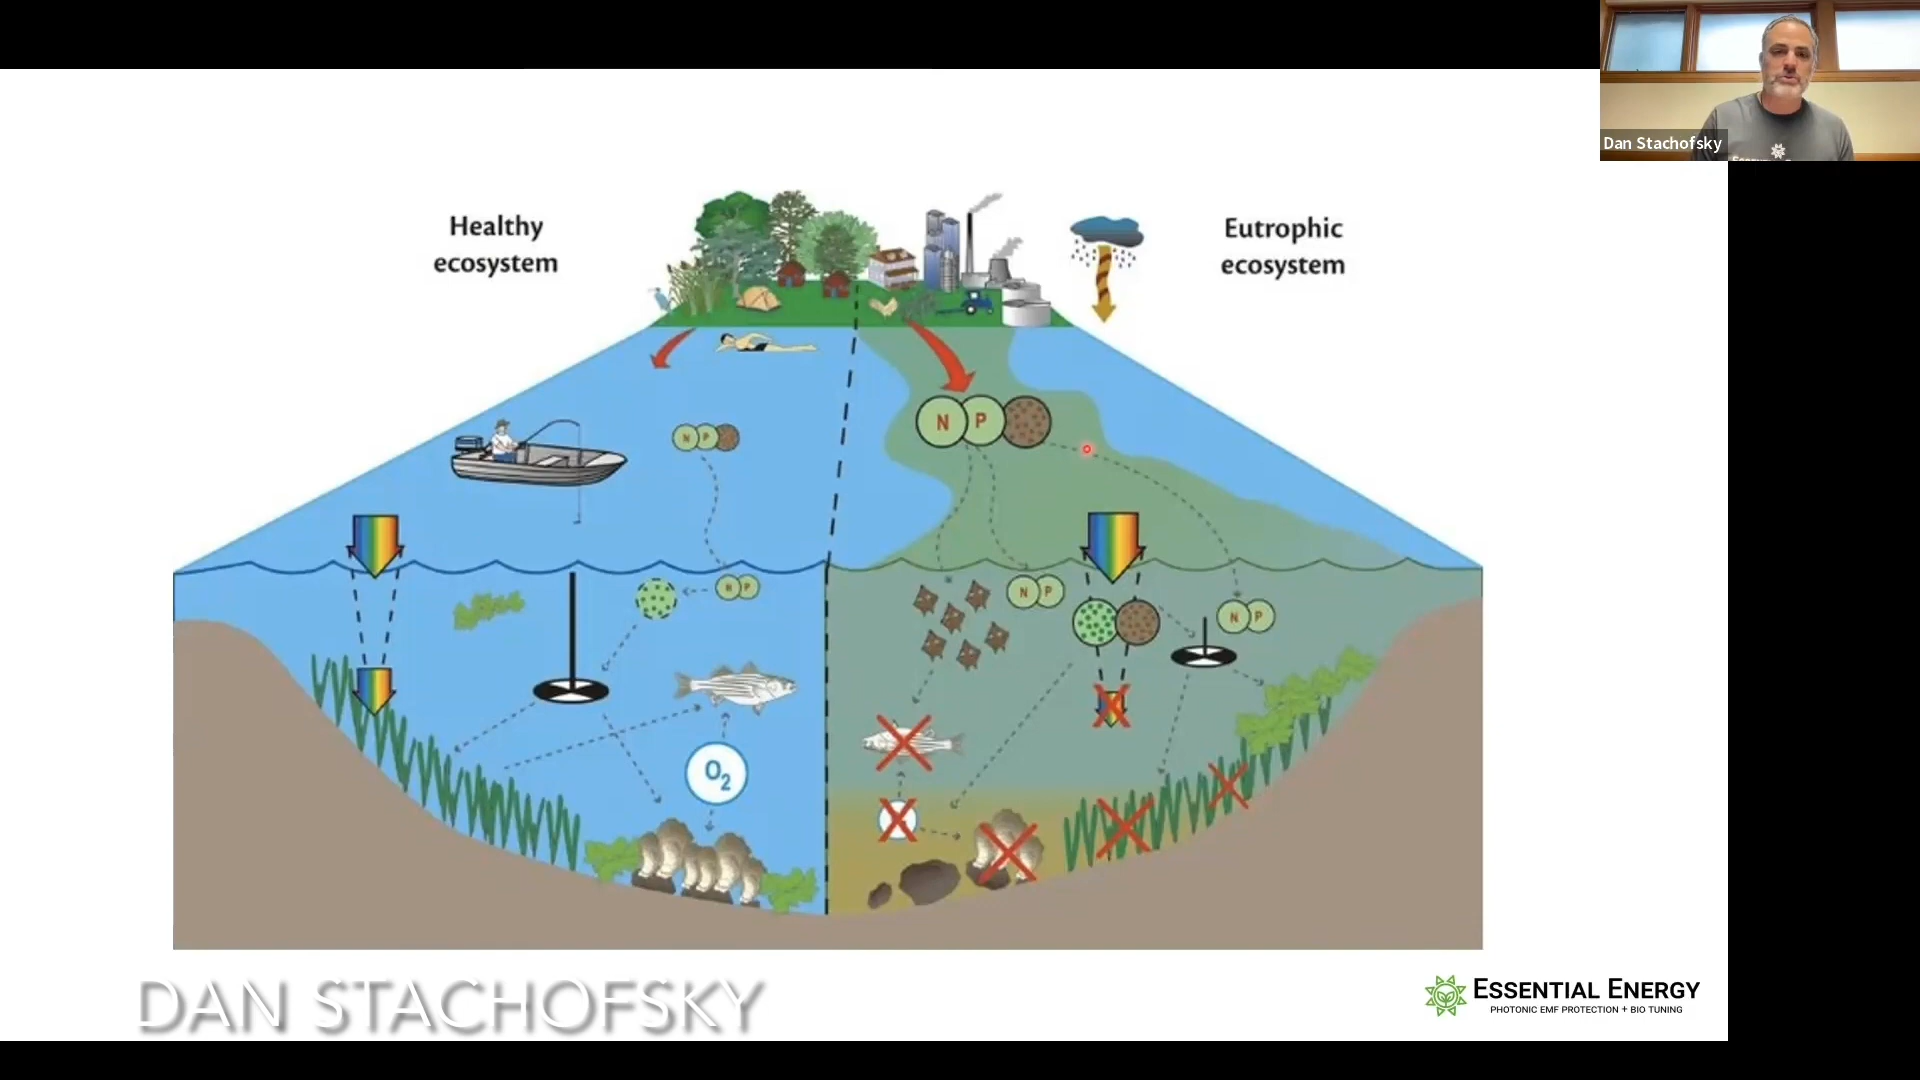 Dan Stachofsky
Healthy
ecosystem
Eutrophic
ecosystem
N P
N P
N P
N P
N P
O2
DAN STACHOFSKY
ESSENTIAL ENERGY
PHOTONIC EMF PROTECTION + BIO TUNING